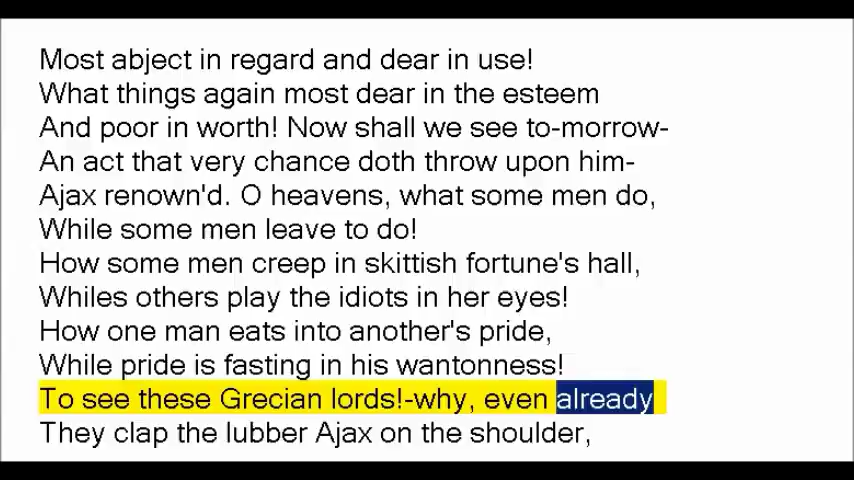 Most abject in regard and dear in use!
What things again most dear in the esteem
And poor in worth! Now shall we see to-morrow-
An act that very chance doth throw upon him-
Ajax renown'd. O heavens, what some men do,
While some men leave to do!
How some men creep in skittish fortune's hall,
Whiles others play the idiots in her eyes!
How one man eats into another's pride,
While pride is fasting in his wantonness!
To see these Grecian lords!-why, even already
They clap the lubber Ajax on the shoulder,